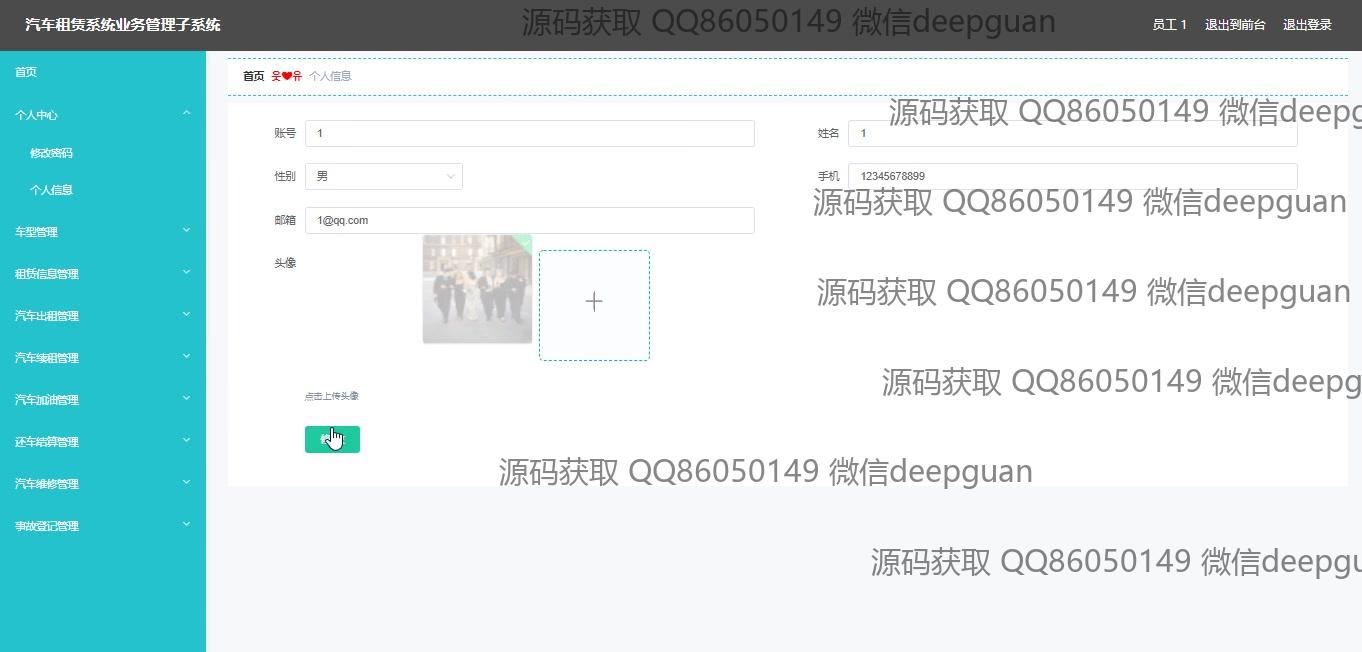 汽车租赁系统业务管理子系统
源码获取 QQ86050149 微信deepguan
员工 1 退出到前台 退出登录
首页
首页 웃❤유 个人信息
个人中心
源码获取 QQ86050149 微信deepg
账号 1
姓名 1
修改密码
性别 男
手机 12345678899
个人信息
源码获取 QQ86050149 微信deepguan
邮箱 1@qq.com
车型管理
头像
租赁信息管理
源码获取 QQ86050149 微信deepguan
汽车出租管理
汽车续租管理
源码获取 QQ86050149 微信deepg
点击上传头像
汽车加油管理
还车结算管理
源码获取 QQ86050149 微信deepguan
汽车维修管理
事故登记管理
源码获取 QQ86050149 微信deepgu